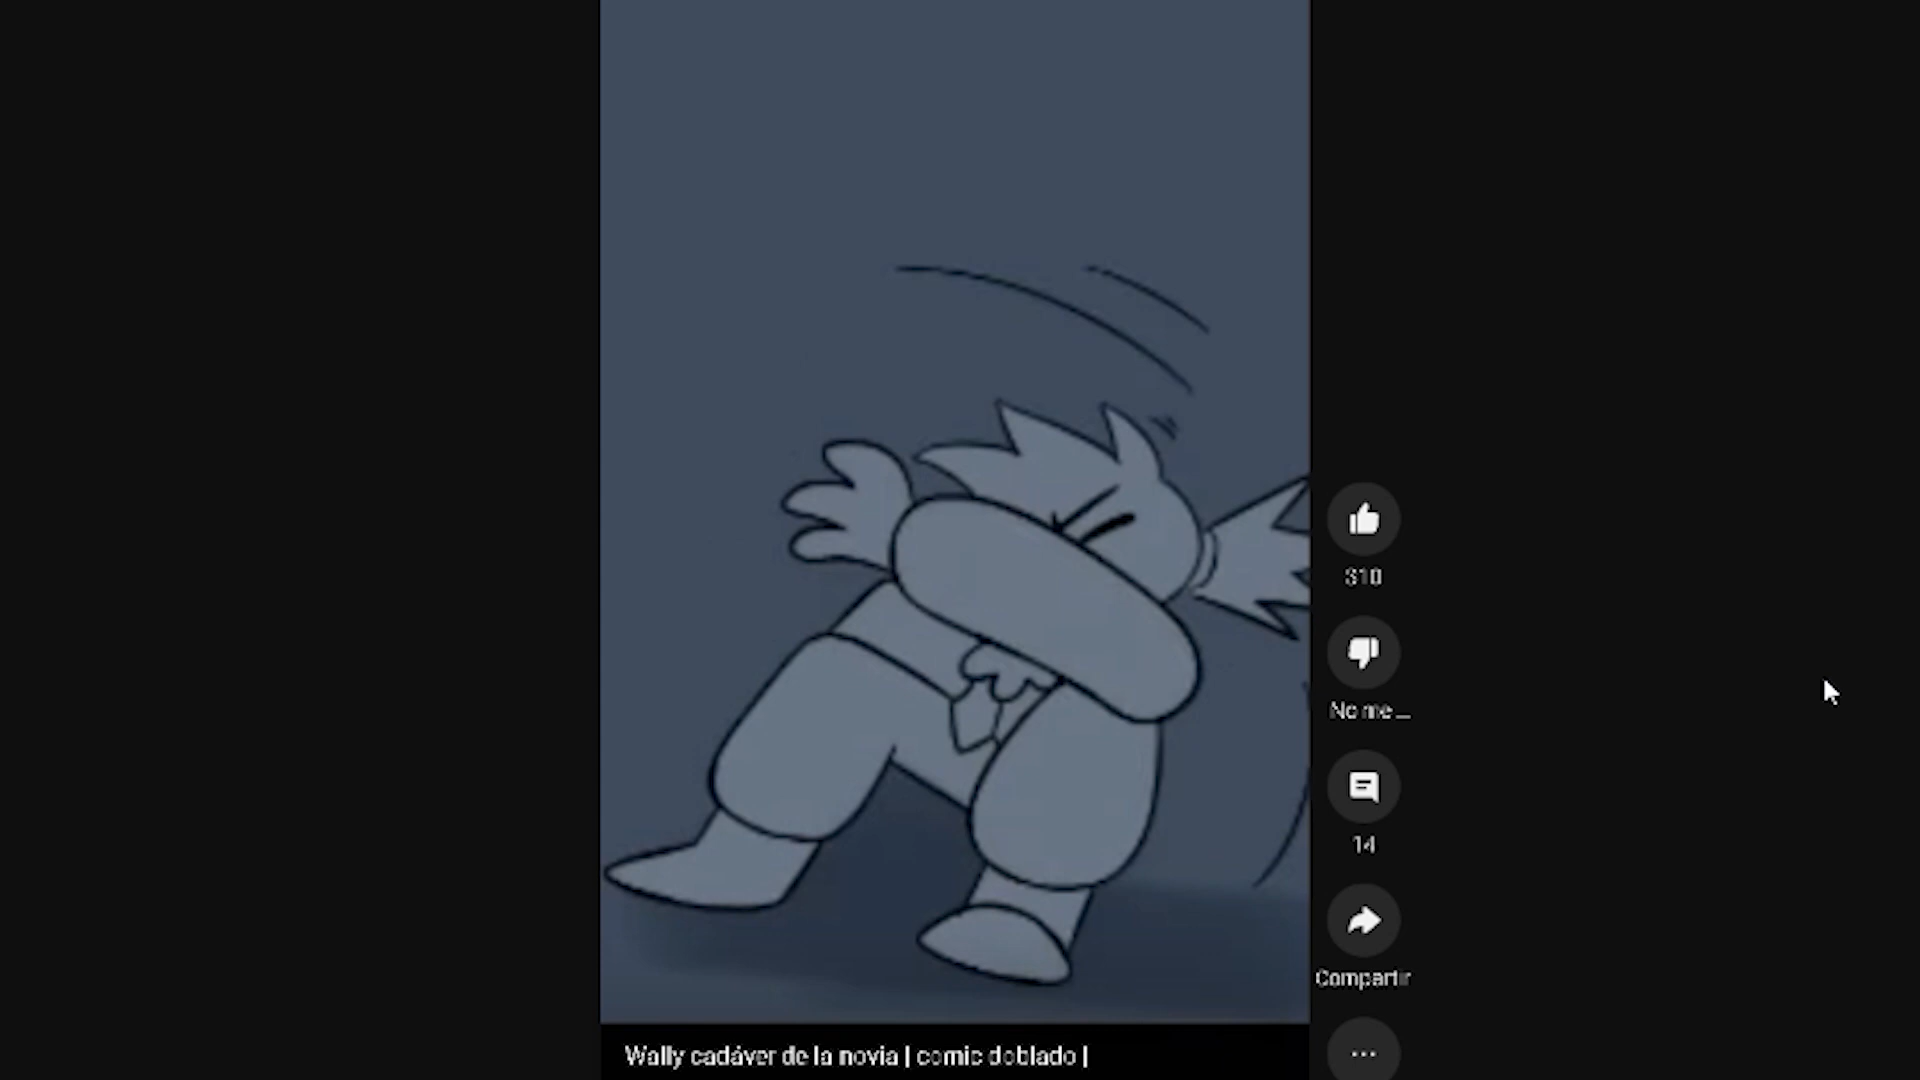 310
No me...
14
Compartir
Wally cadáver de la novia | comic doblado |